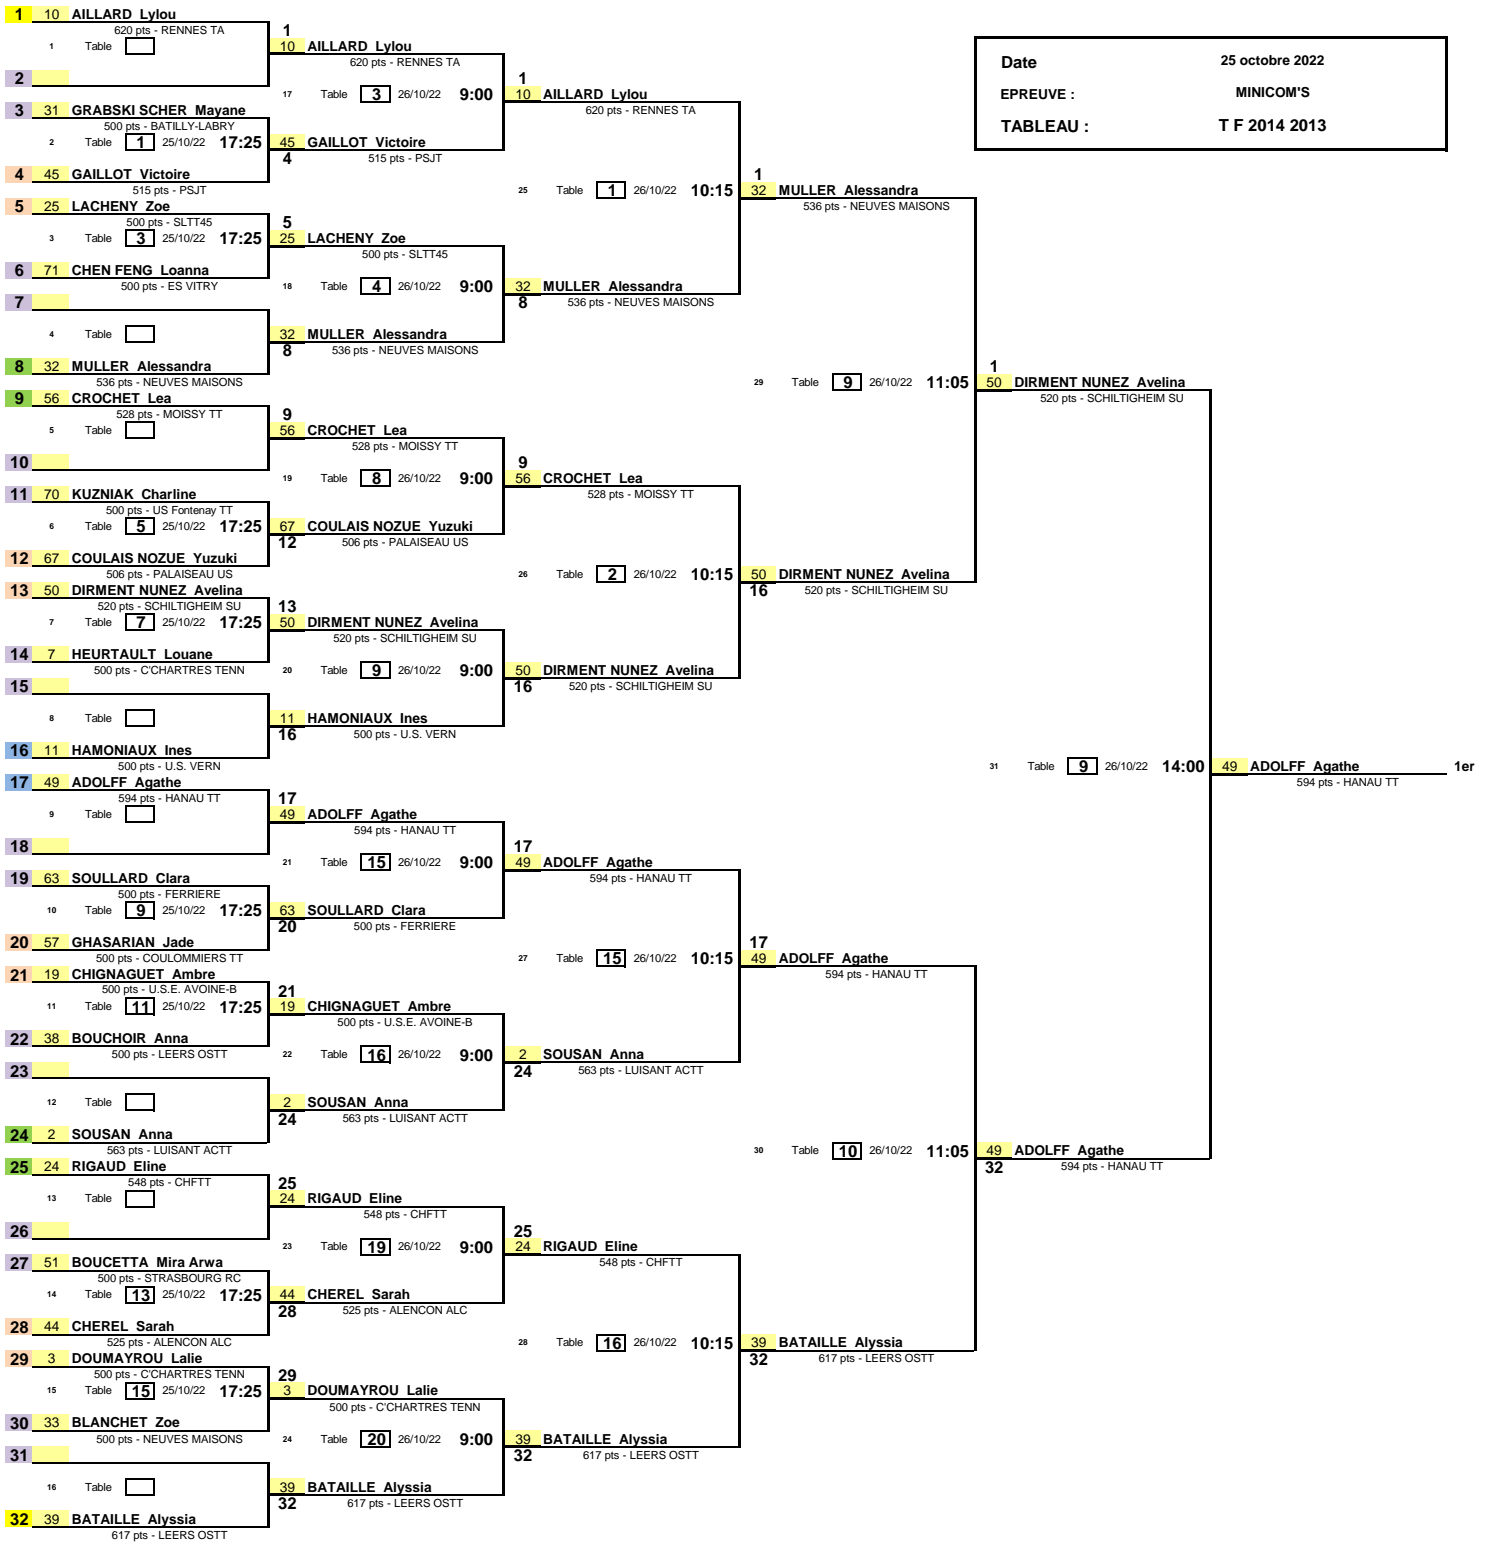 1 10 AILLARD Lylou
620 pts - RENNES TA
1
1 Table
10 AILLARD Lylou
620 pts - RENNES TA
Date 25 octobre 2022
2
1
17 Table 3 26/10/22 9:00
10 AILLARD Lylou
EPREUVE : MINICOM'S
3 31 GRABSKI SCHER Mayane
620 pts - RENNES TA
500 pts - BATILLY-LABRY
TABLEAU : T F 2014 2013
2 Table 1 25/10/22 17:25
45 GAILLOT Victoire
4 515 pts - PSJT
4 45 GAILLOT Victoire
1
515 pts - PSJT
25 Table 1 26/10/22 10:15
32 MULLER Alessandra
5 25 LACHENY Zoe
536 pts - NEUVES MAISONS
500 pts - SLTT45
5
3 Table 3 25/10/22 17:25
25 LACHENY Zoe
500 pts - SLTT45
6 71 CHEN FENG Loanna
500 pts - ES VITRY
18 Table 4 26/10/22 9:00
32 MULLER Alessandra
7
8 536 pts - NEUVES MAISONS
4 Table
32 MULLER Alessandra
8 536 pts - NEUVES MAISONS
8 32 MULLER Alessandra
1
536 pts - NEUVES MAISONS
29 Table 9 26/10/22 11:05
50 DIRMENT NUNEZ Avelina
9 56 CROCHET Lea
520 pts - SCHILTIGHEIM SU
528 pts - MOISSY TT
9
5 Table
56 CROCHET Lea
528 pts - MOISSY TT
10
9
19 Table 8 26/10/22 9:00
56 CROCHET Lea
11 70 KUZNIAK Charline
528 pts - MOISSY TT
500 pts - US Fontenay TT
6 Table 5 25/10/22 17:25
67 COULAIS NOZUE Yuzuki
12 506 pts - PALAISEAU US
12 67 COULAIS NOZUE Yuzuki
506 pts - PALAISEAU US
26 Table 2 26/10/22 10:15
50 DIRMENT NUNEZ Avelina
13 50 DIRMENT NUNEZ Avelina
16 520 pts - SCHILTIGHEIM SU
520 pts - SCHILTIGHEIM SU
13
7 Table 7 25/10/22 17:25
50 DIRMENT NUNEZ Avelina
520 pts - SCHILTIGHEIM SU
14 7 HEURTAULT Louane
500 pts - C'CHARTRES TENN
20 Table 9 26/10/22 9:00
50 DIRMENT NUNEZ Avelina
15
16 520 pts - SCHILTIGHEIM SU
8 Table
11 HAMONIAUX Ines
16 500 pts - U.S. VERN
16 11 HAMONIAUX Ines
500 pts - U.S. VERN
31 Table 9 26/10/22 14:00
49 ADOLFF Agathe 1er
17 49 ADOLFF Agathe
594 pts - HANAU TT
594 pts - HANAU TT
17
9 Table
49 ADOLFF Agathe
594 pts - HANAU TT
18
17
21 Table 15 26/10/22 9:00
49 ADOLFF Agathe
19 63 SOULLARD Clara
594 pts - HANAU TT
500 pts - FERRIERE
10 Table 9 25/10/22 17:25
63 SOULLARD Clara
20 500 pts - FERRIERE
20 57 GHASARIAN Jade
17
500 pts - COULOMMIERS TT
27 Table 15 26/10/22 10:15
49 ADOLFF Agathe
21 19 CHIGNAGUET Ambre
594 pts - HANAU TT
500 pts - U.S.E. AVOINE-B
21
11 Table 11 25/10/22 17:25
19 CHIGNAGUET Ambre
500 pts - U.S.E. AVOINE-B
22 38 BOUCHOIR Anna
500 pts - LEERS OSTT
22 Table 16 26/10/22 9:00
2 SOUSAN Anna
23
24 563 pts - LUISANT ACTT
12 Table
2 SOUSAN Anna
24 563 pts - LUISANT ACTT
24 2 SOUSAN Anna
563 pts - LUISANT ACTT
30 Table 10 26/10/22 11:05
49 ADOLFF Agathe
25 24 RIGAUD Eline
32 594 pts - HANAU TT
548 pts - CHFTT
25
13 Table
24 RIGAUD Eline
548 pts - CHFTT
26
25
23 Table 19 26/10/22 9:00
24 RIGAUD Eline
27 51 BOUCETTA Mira Arwa
548 pts - CHFTT
500 pts - STRASBOURG RC
14 Table 13 25/10/22 17:25
44 CHEREL Sarah
28 525 pts - ALENCON ALC
28 44 CHEREL Sarah
525 pts - ALENCON ALC
28 Table 16 26/10/22 10:15
39 BATAILLE Alyssia
29 3 DOUMAYROU Lalie
32 617 pts - LEERS OSTT
500 pts - C'CHARTRES TENN
29
15 Table 15 25/10/22 17:25
3 DOUMAYROU Lalie
500 pts - C'CHARTRES TENN
30 33 BLANCHET Zoe
500 pts - NEUVES MAISONS
24 Table 20 26/10/22 9:00
39 BATAILLE Alyssia
31
32 617 pts - LEERS OSTT
16 Table
39 BATAILLE Alyssia
32 617 pts - LEERS OSTT
32 39 BATAILLE Alyssia
617 pts - LEERS OSTT